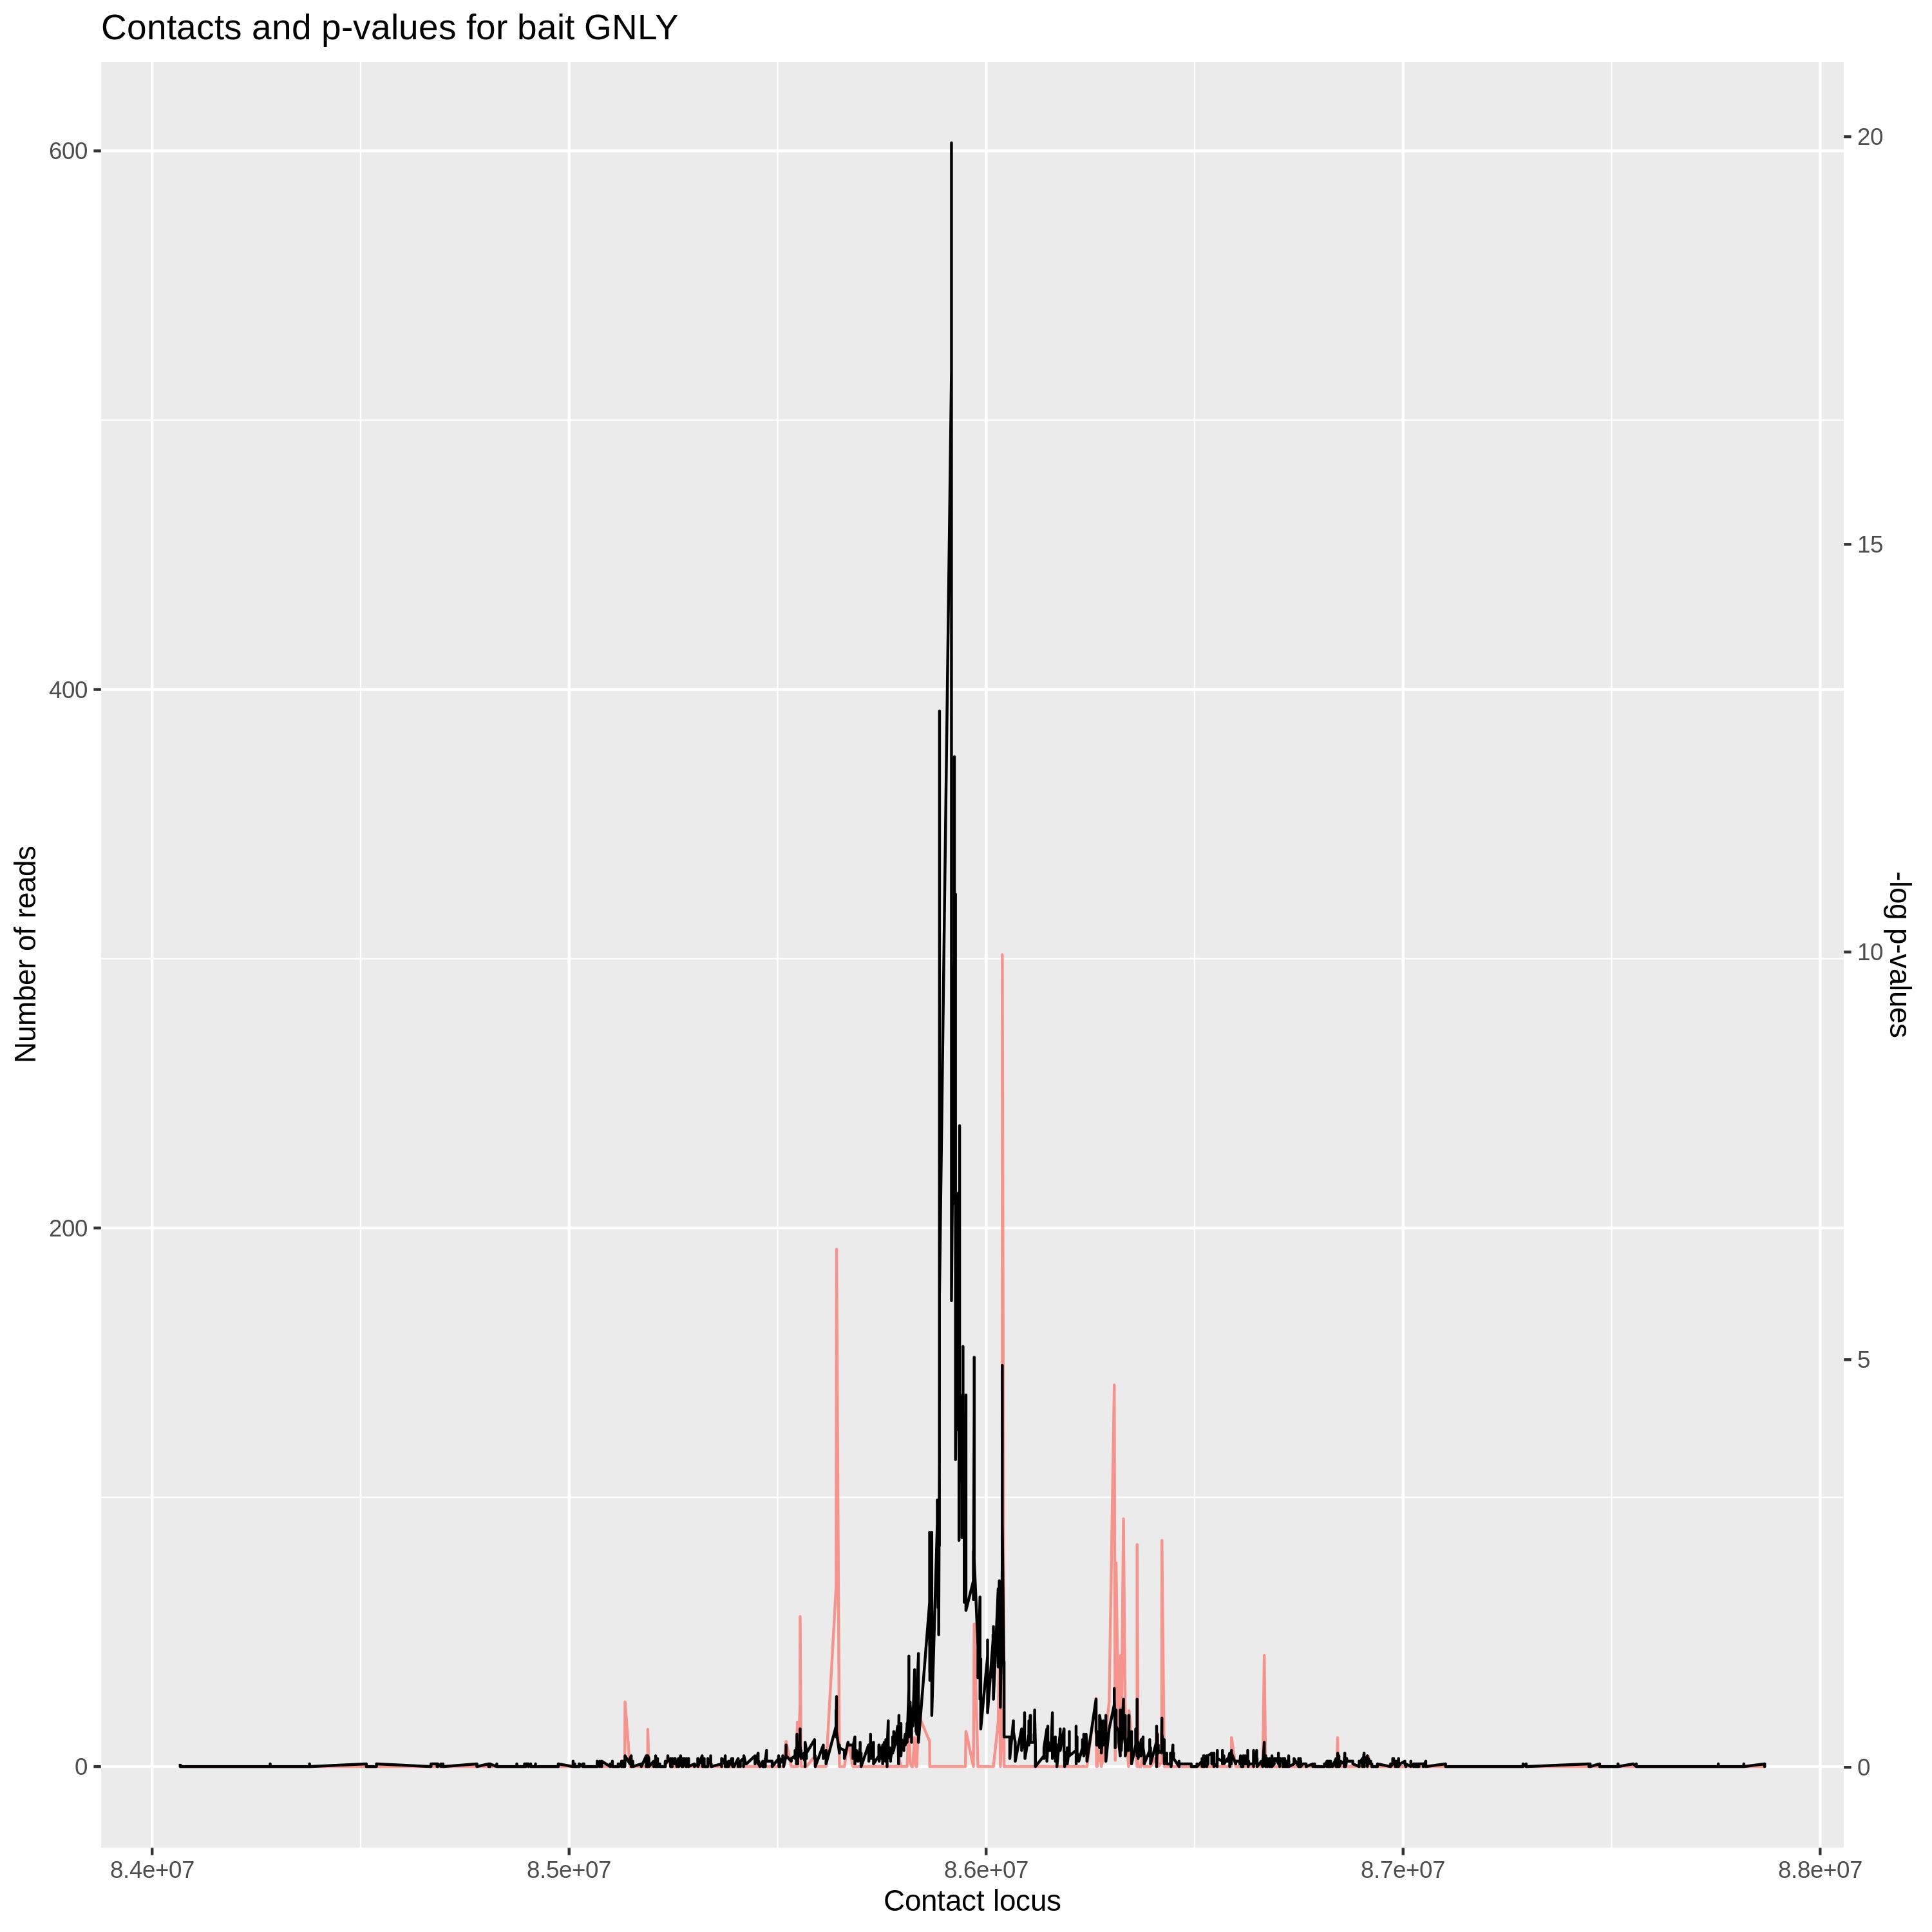 Contacts and p-values for bait GNLY
600
400
200
0
Number of reads
20
15
10
5
0
-log p-values
8.4e+07
8.5e+07
8.6e+07
8.7e+07
8.8e+07
Contact locus